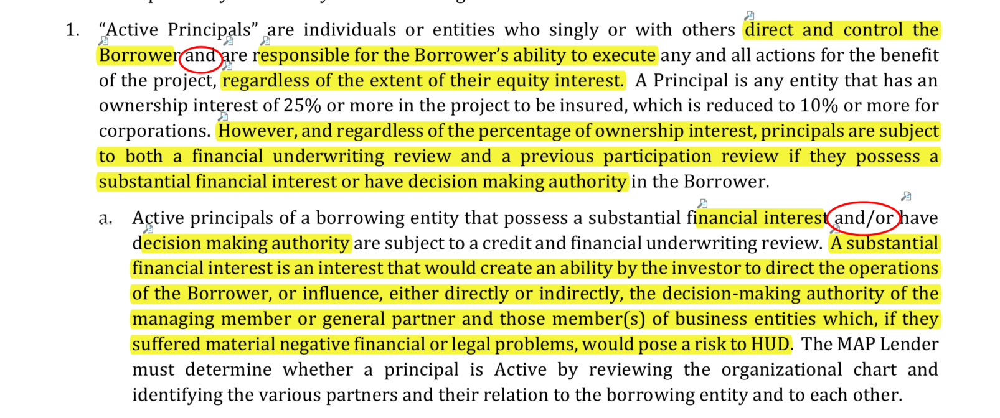 1. “Active Principals” are individuals or entities who singly or with others direct and control the
Borrower and are responsible for the Borrower’s ability to execute any and all actions for the benefit
of the project, regardless of the extent of their equity interest. A Principal is any entity that has an
ownership interest of 25% or more in the project to be insured, which is reduced to 10% or more for
corporations. However, and regardless of the percentage of ownership interest, principals are subject
to both a financial underwriting review and a previous participation review if they possess a
substantial financial interest or have decision making authority in the Borrower.
a. Active principals of a borrowing entity that possess a substantial financial interest and/or have
decision making authority are subject to a credit and financial underwriting review. A substantial
financial interest is an interest that would create an ability by the investor to direct the operations
of the Borrower, or influence, either directly or indirectly, the decision-making authority of the
managing member or general partner and those member(s) of business entities which, if they
suffered material negative financial or legal problems, would pose a risk to HUD. The MAP Lender
must determine whether a principal is Active by reviewing the organizational chart and
identifying the various partners and their relation to the borrowing entity and to each other.